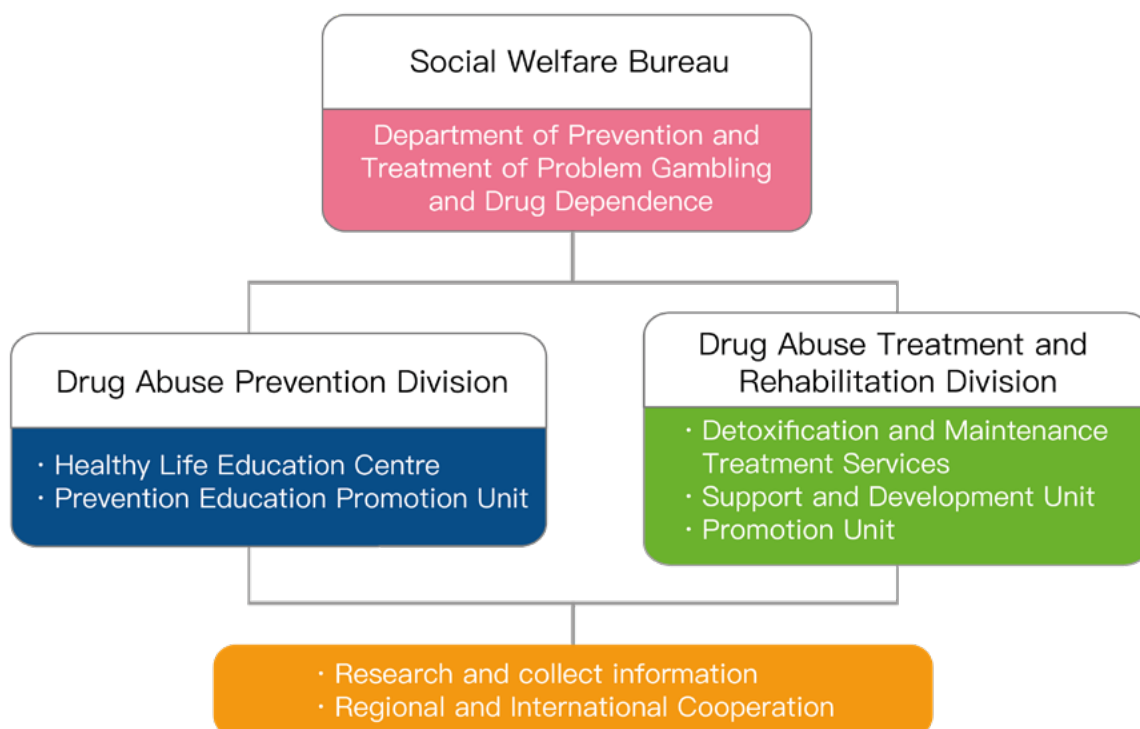 Social Welfare Bureau
Department of Prevention and
Treatment of Problem Gambling
and Drug Dependence
Drug Abuse Prevention Division
· Healthy Life Education Centre
· Prevention Education Promotion Unit
Drug Abuse Treatment and
Rehabilitation Division
· Detoxification and Maintenance
Treatment Services
· Support and Development Unit
· Promotion Unit
· Research and collect information
· Regional and International Cooperation